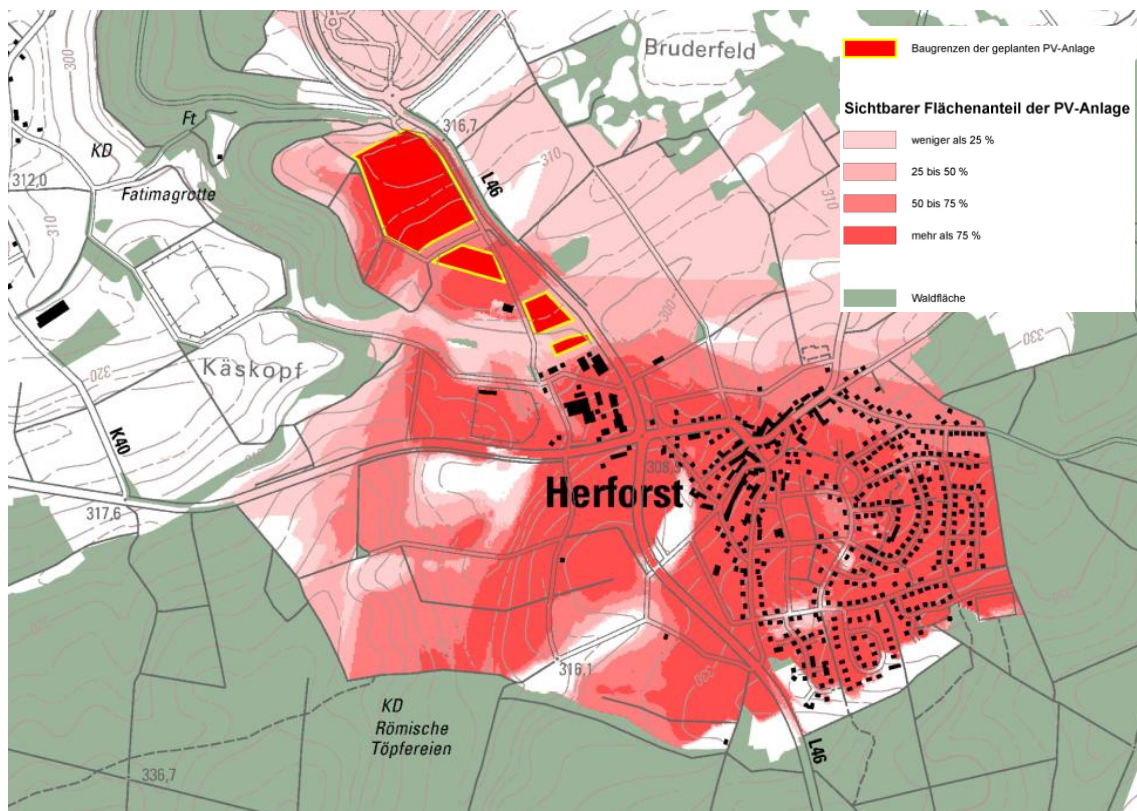 Bruderfeld
Baugrenzen der geplanten PV-Anlage
Sichtbarer Flächenanteil der PV-Anlage
weniger als 25 %
25 bis 50 %
50 bis 75 %
mehr als 75 %
Waldfläche
300
Ft
KD
Fatimagrotte
312,0
310
316,7
L46
310
310
300
330
Käskopf
320
K40
317,6
308,5
Herforst
316,1
330
KD
Römische
Töpfereien
336,7
L46